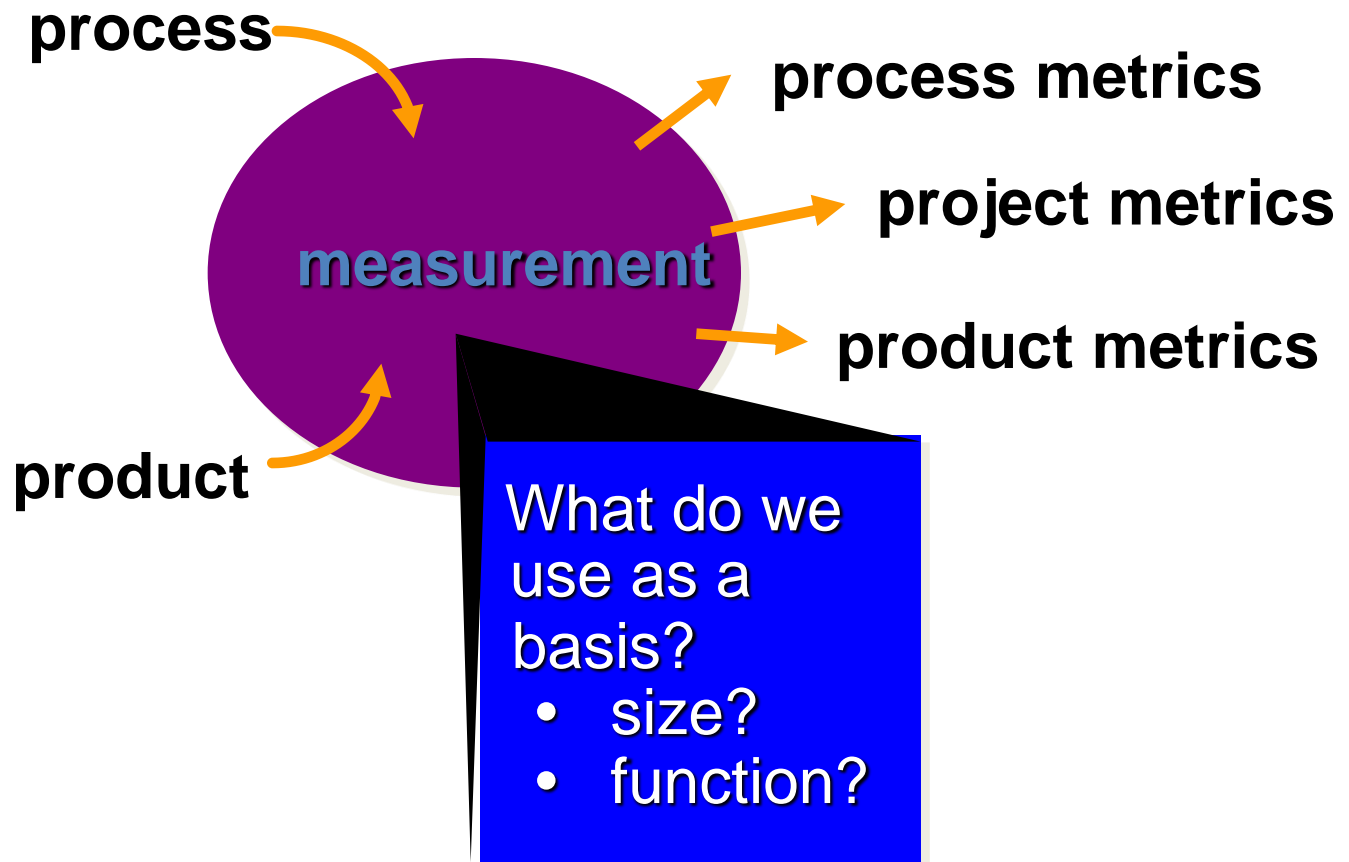 process
process metrics
project metrics
measurement
product metrics
product
What do we
use as a
basis?
• size?
• function?